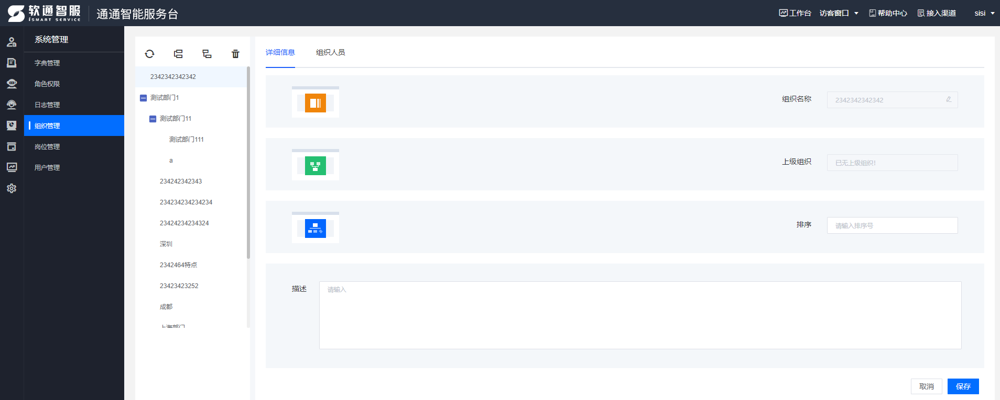 软通智服
iSMART SERVICE
通通智能服务台
工作台
访客窗口
帮助中心
接入渠道
sisi
系统管理
字典管理
角色权限
日志管理
组织管理
岗位管理
用户管理
2342342342342
测试部门1
测试部门11
测试部门111
a
234242342343
234234234234234
23424234234324
深圳
2342464特点
23423423252
成都
上海部门
详细信息
组织人员
组织名称
2342342342342
上级组织
已无上级组织!
排序
请输入排序号
描述
请输入
取消
保存